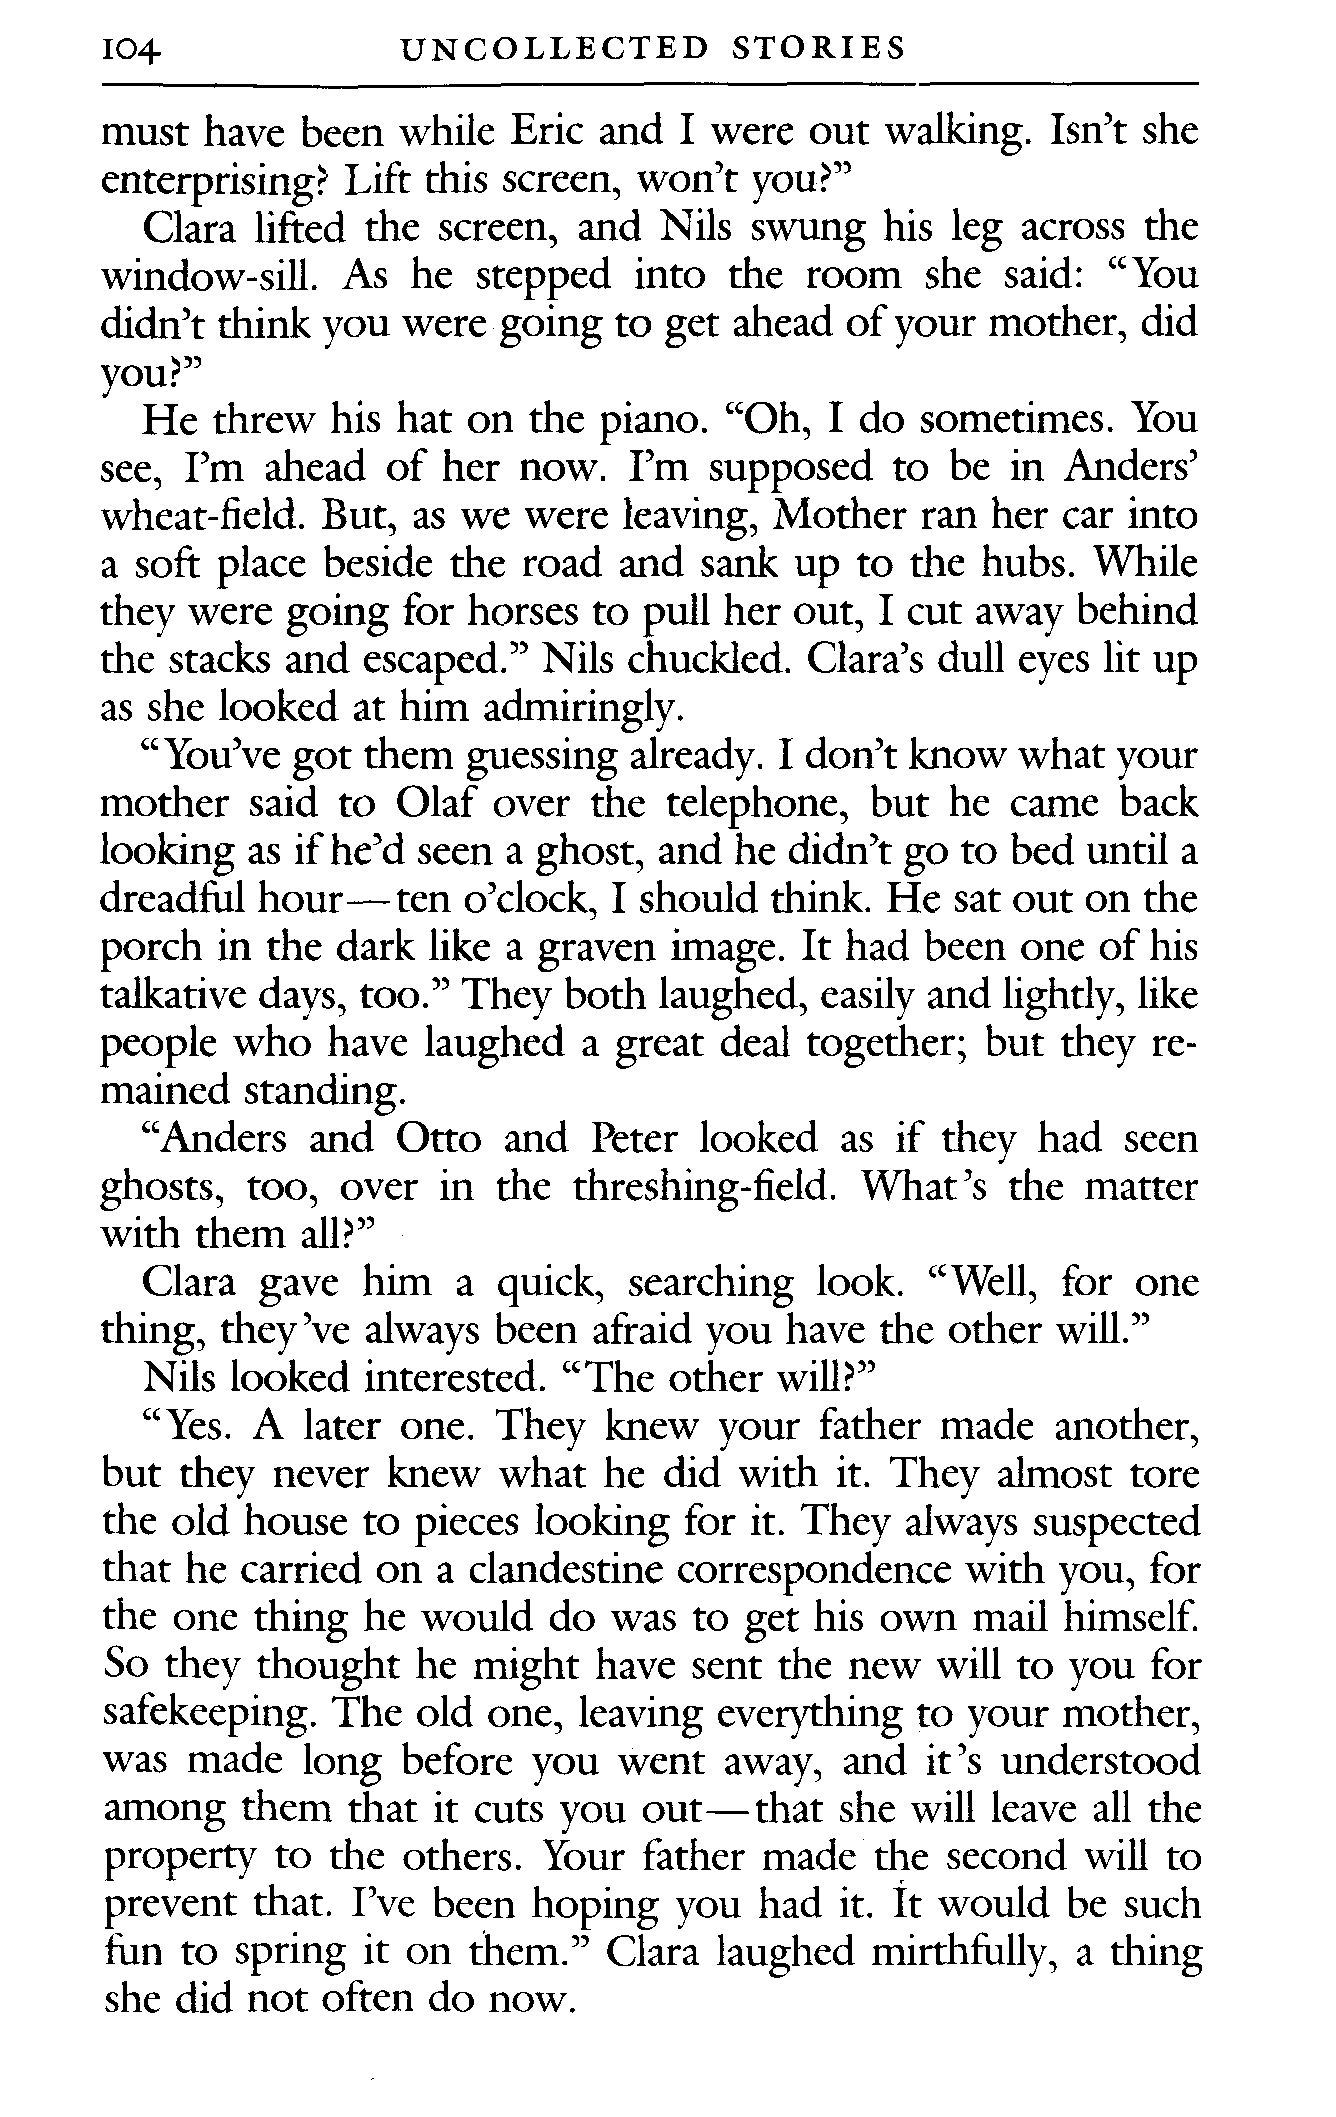 104 UNCOLLECTED STORIES
must have been while Eric and I were out walking. Isn't she
enterprising? Lift this screen, won't you?"
Clara lifted the screen, and Nils swung his leg across the
window-sill. As he stepped into the room she said: "You
didn't think you were going to get ahead of your mother, did
you?"
He threw his hat on the piano. "Oh, I do sometimes. You
see, I'm ahead of her now. I'm supposed to be in Anders'
wheat-field. But, as we were leaving, Mother ran her car into
a soft place beside the road and sank up to the hubs. While
they were going for horses to pull her out, I cut away behind
the stacks and escaped." Nils chuckled. Clara's dull eyes lit up
as she looked at him admiringly.
"You've got them guessing already. I don't know what your
mother said to Olaf over the telephone, but he came back
looking as if he'd seen a ghost, and he didn't go to bed until a
dreadful hour—ten o'clock, I should think. He sat out on the
porch in the dark like a graven image. It had been one of his
talkative days, too." They both laughed, easily and lightly, like
people who have laughed a great deal together; but they re-
mained standing.
"Anders and Otto and Peter looked as if they had seen
ghosts, too, over in the threshing-field. What's the matter
with them all?"
Clara gave him a quick, searching look. "Well, for one
thing, they've always been afraid you have the other will."
Nils looked interested. "The other will?"
"Yes. A later one. They knew your father made another,
but they never knew what he did with it. They almost tore
the old house to pieces looking for it. They always suspected
that he carried on a clandestine correspondence with you, for
the one thing he would do was to get his own mail himself.
So they thought he might have sent the new will to you for
safekeeping. The old one, leaving everything to your mother,
was made long before you went away, and it's understood
among them that it cuts you out—that she will leave all the
property to the others. Your father made the second will to
prevent that. I've been hoping you had it. It would be such
fun to spring it on them." Clara laughed mirthfully, a thing
she did not often do now.